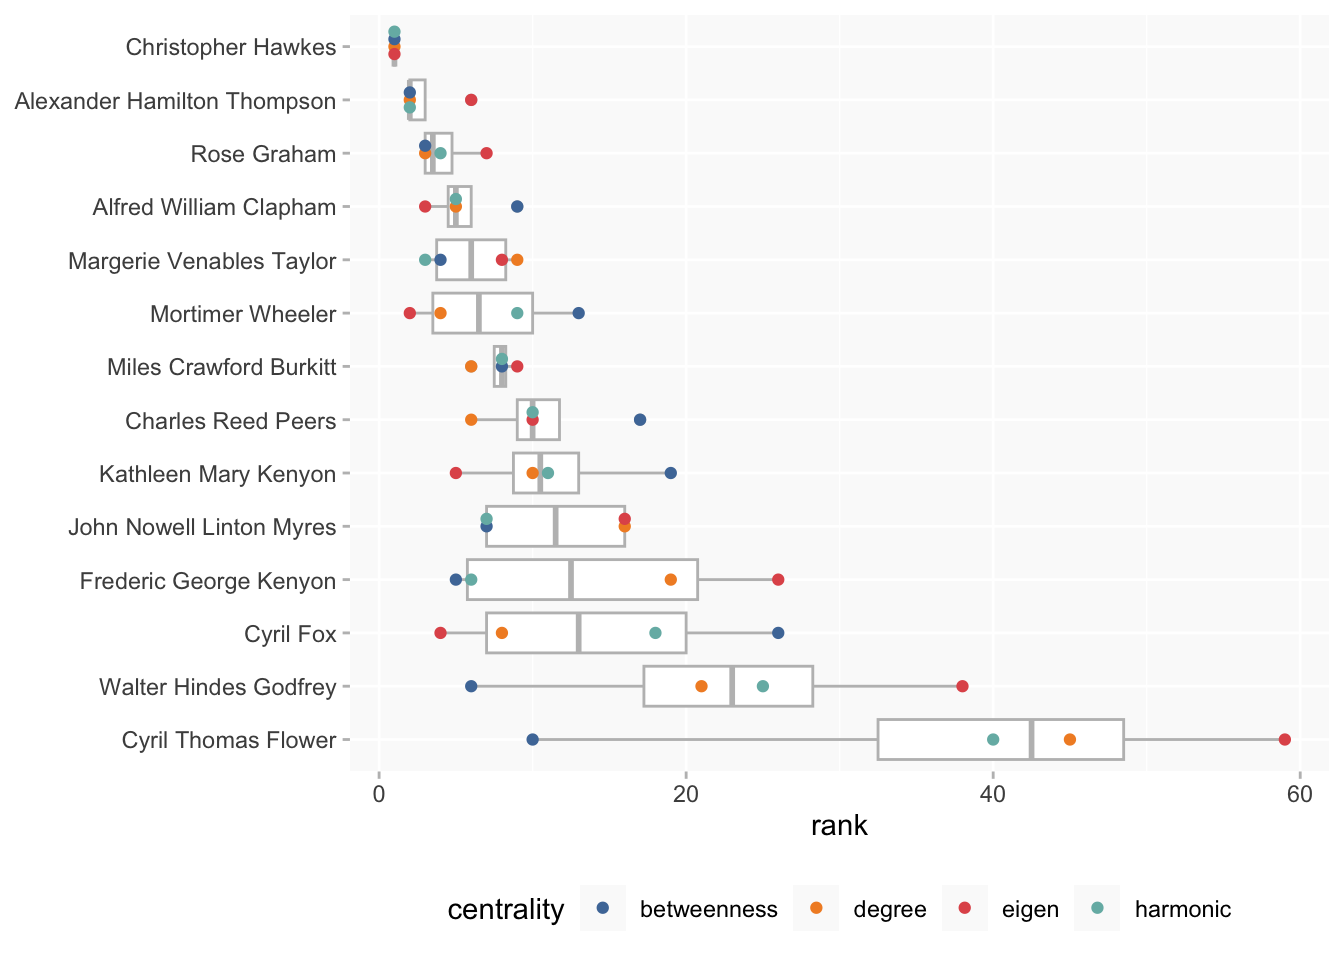 Christopher Hawkes
Alexander Hamilton Thompson
Rose Graham
Alfred William Clapham
Margerie Venables Taylor
Mortimer Wheeler
Miles Crawford Burkitt
Charles Reed Peers
Kathleen Mary Kenyon
John Nowell Linton Myres
Frederic George Kenyon
Cyril Fox
Walter Hindes Godfrey
Cyril Thomas Flower
0 20 40 60
rank
centrality betweenness degree eigen harmonic